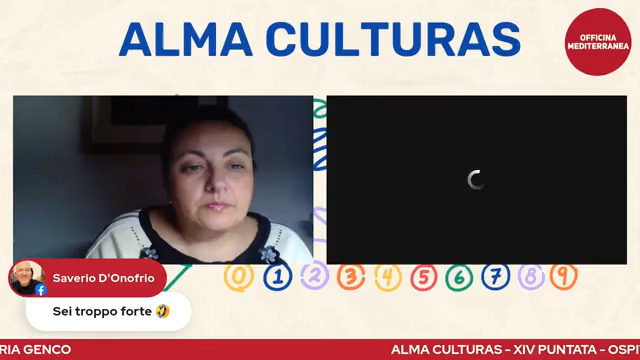 ALMA CULTURAS
OFFICINA
MEDITERRANEA
0 1 2 3 4 5 6 7 8 9
Saverio D'Onofrio
Sei troppo forte 🤣
RIA GENCO
ALMA CULTURAS - XIV PUNTATA - OSPI